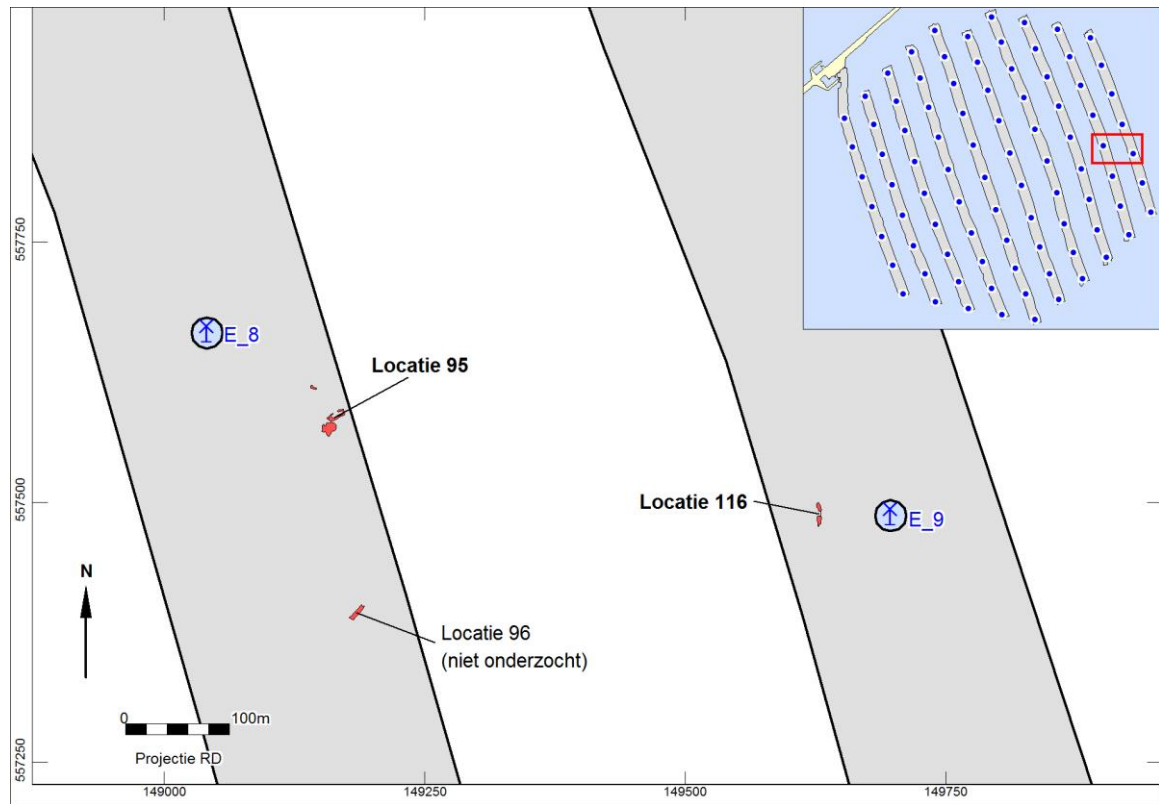 557750
E_8
Locatie 95
557500
Locatie 116
E_9
N
Locatie 96
(niet onderzocht)
0 100m
Projectie RD
557250
149000 149250 149500 149750